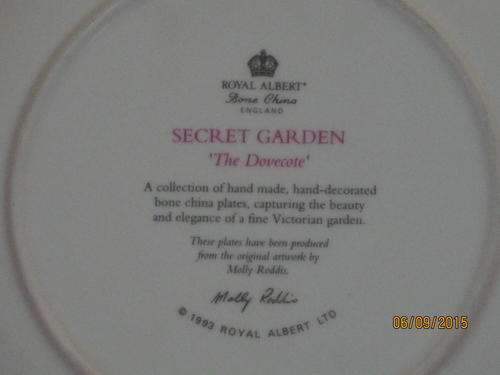 ROYAL ALBERT®
Bone China
ENGLAND
SECRET GARDEN
'The Dovecote'
A collection of hand made, hand-decorated
bone china plates, capturing the beauty
and elegance of a fine Victorian garden.
These plates have been produced
from the original artwork by
Molly Roddis.
Molly Roddis
© 1993 ROYAL ALBERT LTD
06/09/2015